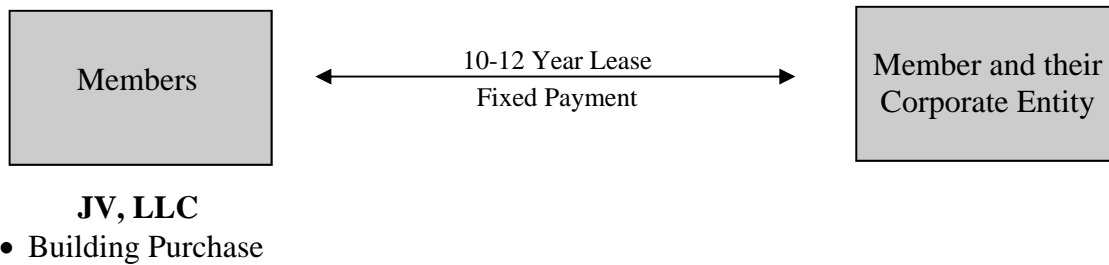 Members
10-12 Year Lease
Fixed Payment
Member and their
Corporate Entity
JV, LLC
• Building Purchase